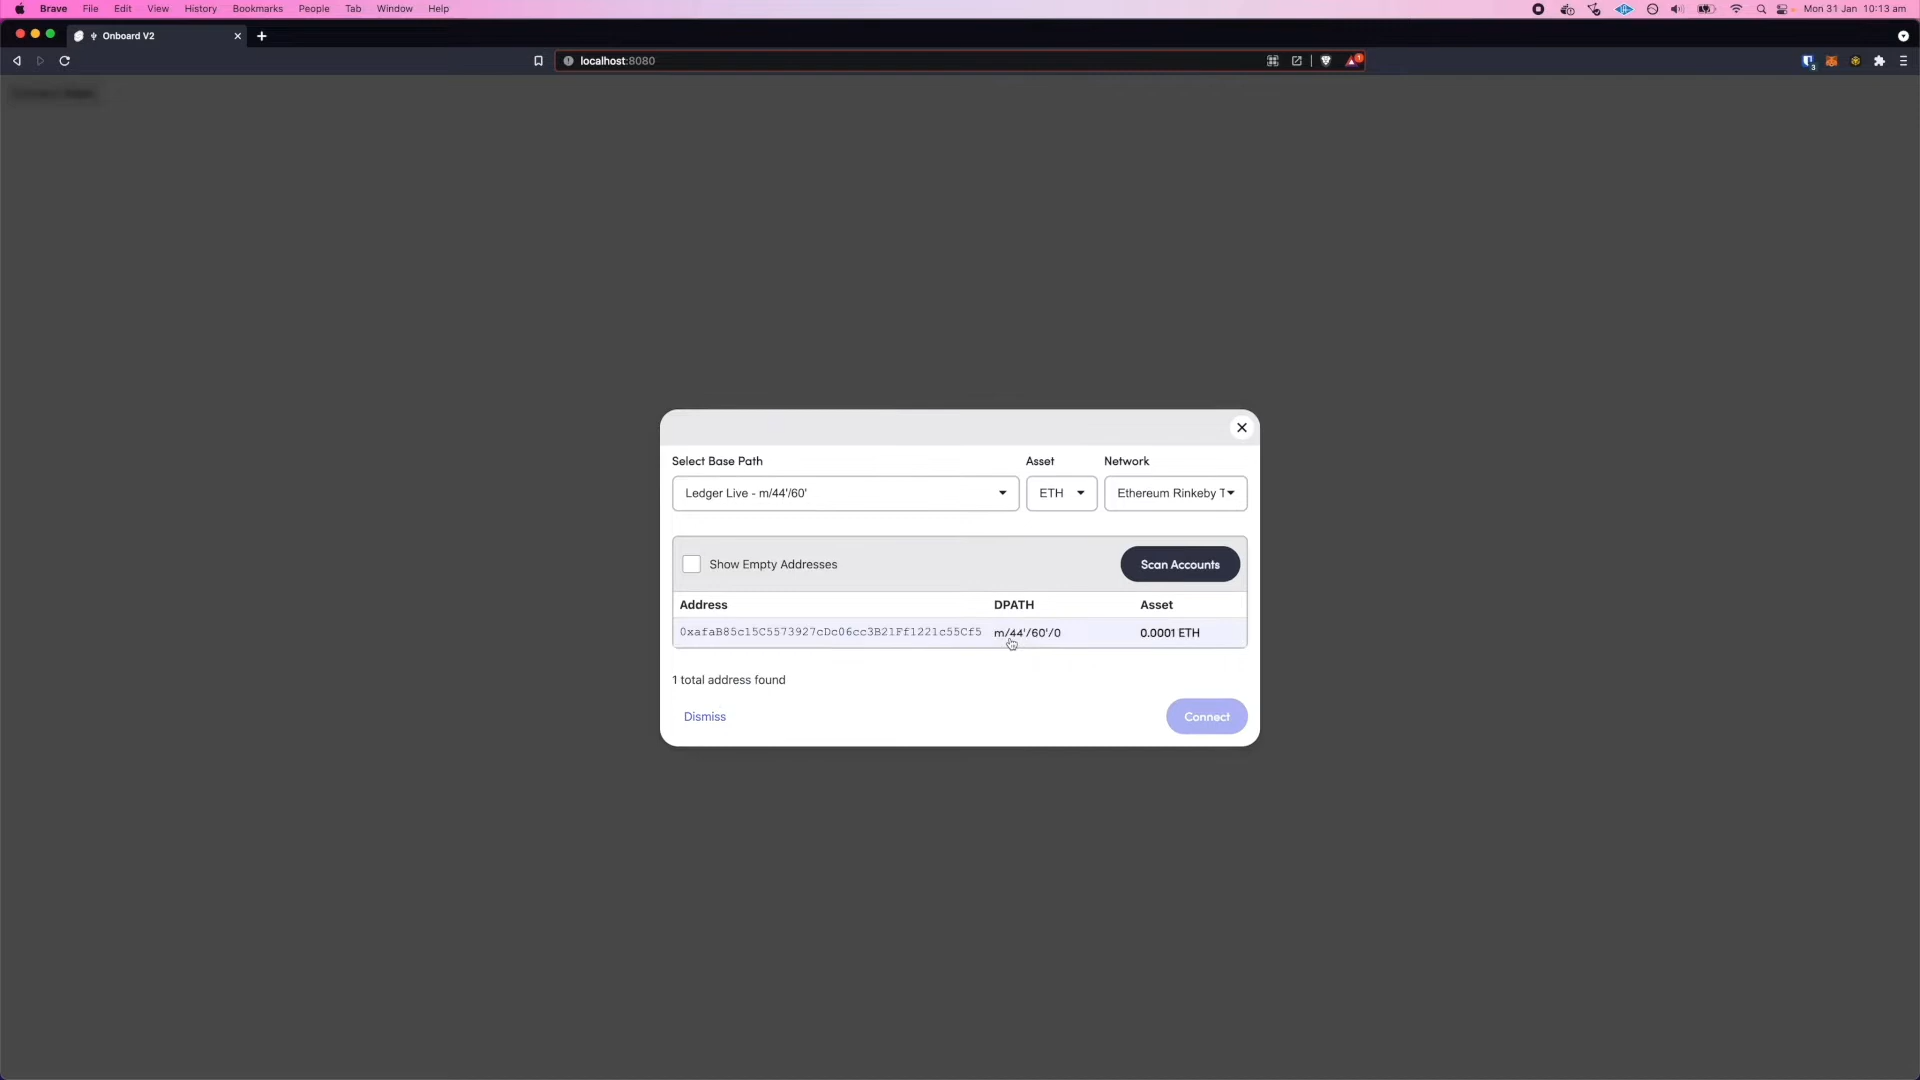 Brave File Edit View History Bookmarks People Tab Window Help Mon 31 Jan 10:13 am
Onboard V2
localhost:8080
Select Base Path Asset Network
Ledger Live - m/44'/60' ETH Ethereum Rinkeby T
Show Empty Addresses Scan Accounts
Address DPATH Asset
0xafaB85c15C5573927cDc06cc3B21Ff1221c55Cf5 m/44'/60'/0 0.0001 ETH
1 total address found
Dismiss Connect